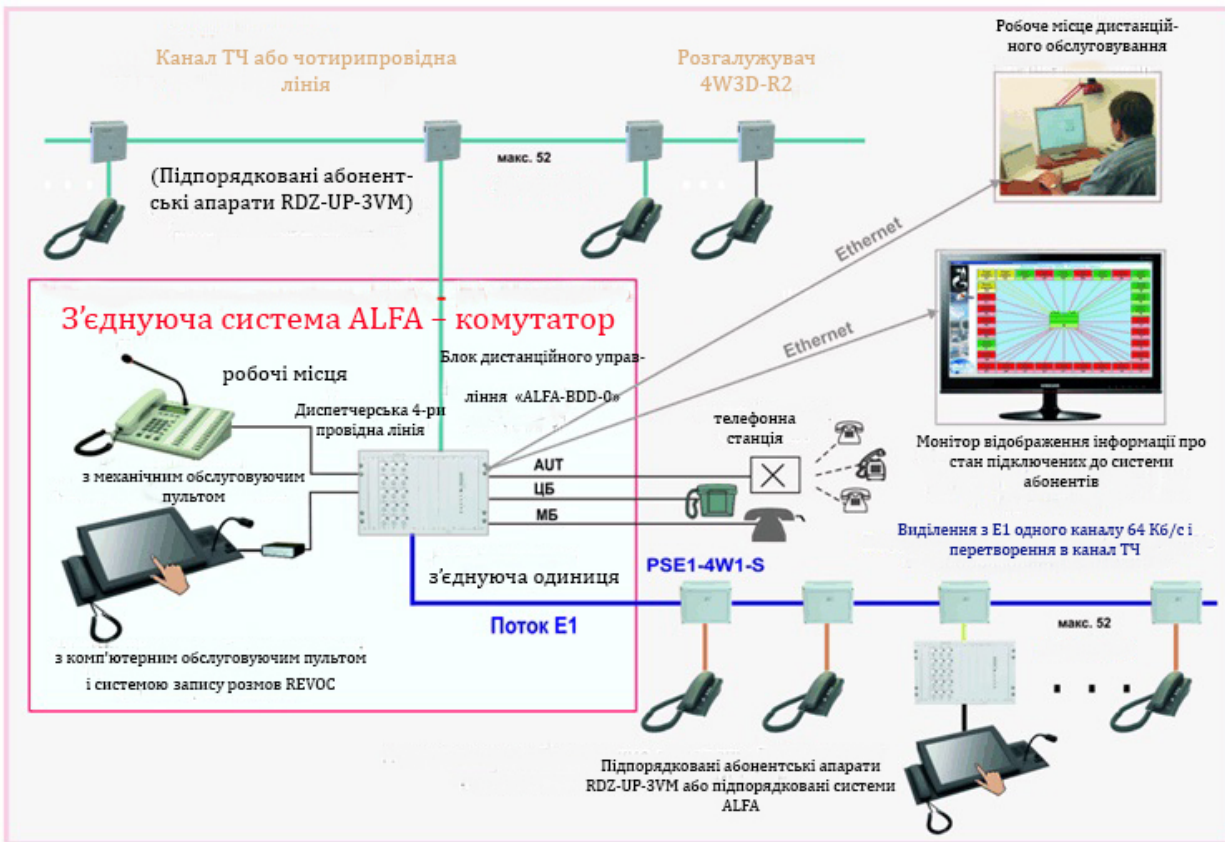 Канал ТЧ або чотирипровідна
лінія
Розгалужувач
4W3D-R2
Робоче місце дистанцій-
ного обслуговування
макс. 52
(Підпорядковані абонент-
ські апарати RDZ-UP-3VM)
Ethernet
Ethernet
З’єднуюча система ALFA – комутатор
Блок дистанційного управ-
ління «ALFA-BDD-0»
робочі місця
Диспетчерська 4-ри
провідна лінія
з механічним обслуговуючим
пультом
AUT
ЦБ
МБ
телефонна
станція
Монітор відображення інформації про
стан підключених до системи
абонентів
з’єднуюча одиниця
Поток E1
PSE1-4W1-S
Виділення з Е1 одного каналу 64 Кб/с і
перетворення в канал ТЧ
макс. 52
з комп’ютерним обслуговуючим пультом
і системою запису розмов REVOC
Підпорядковані абонентські апарати
RDZ-UP-3VM або підпорядковані системи
ALFA